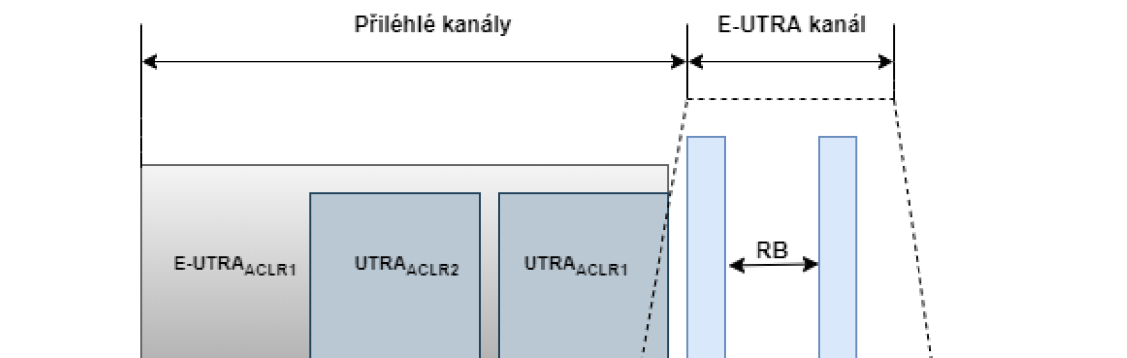 Přiléhlé kanály
E-UTRA kanál
E-UTRAACLR1
UTRAACLR2
UTRAACLR1
RB